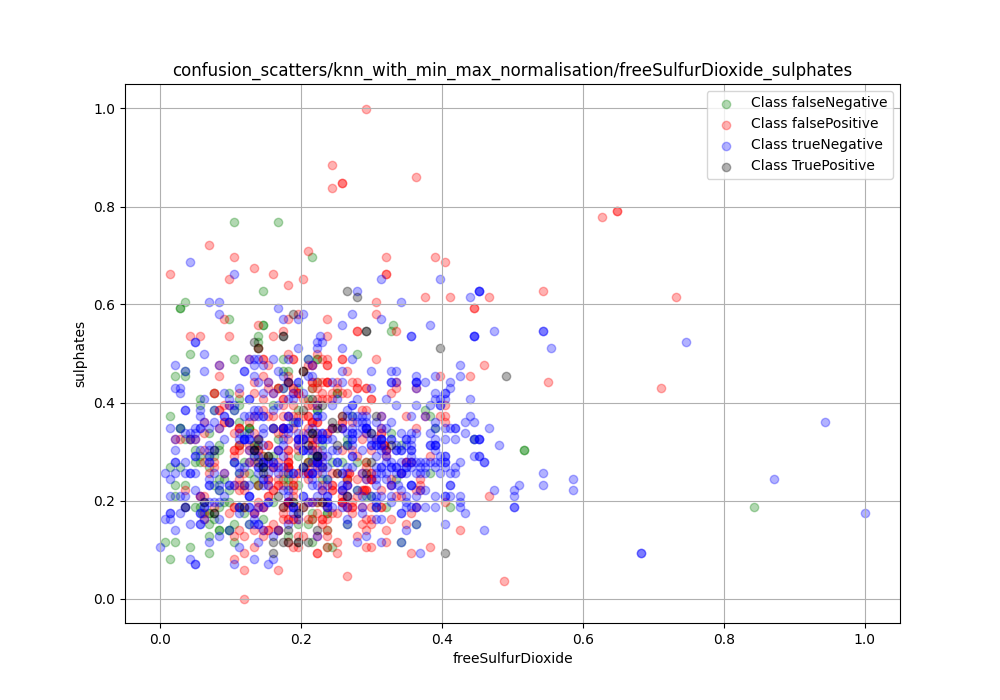 confusion_scatters/knn_with_min_max_normalisation/freeSulfurDioxide_sulphates
Class falseNegative
Class falsePositive
Class trueNegative
Class TruePositive
1.0
0.8
0.6
0.4
0.2
0.0
sulphates
0.0 0.2 0.4 0.6 0.8 1.0
freeSulfurDioxide